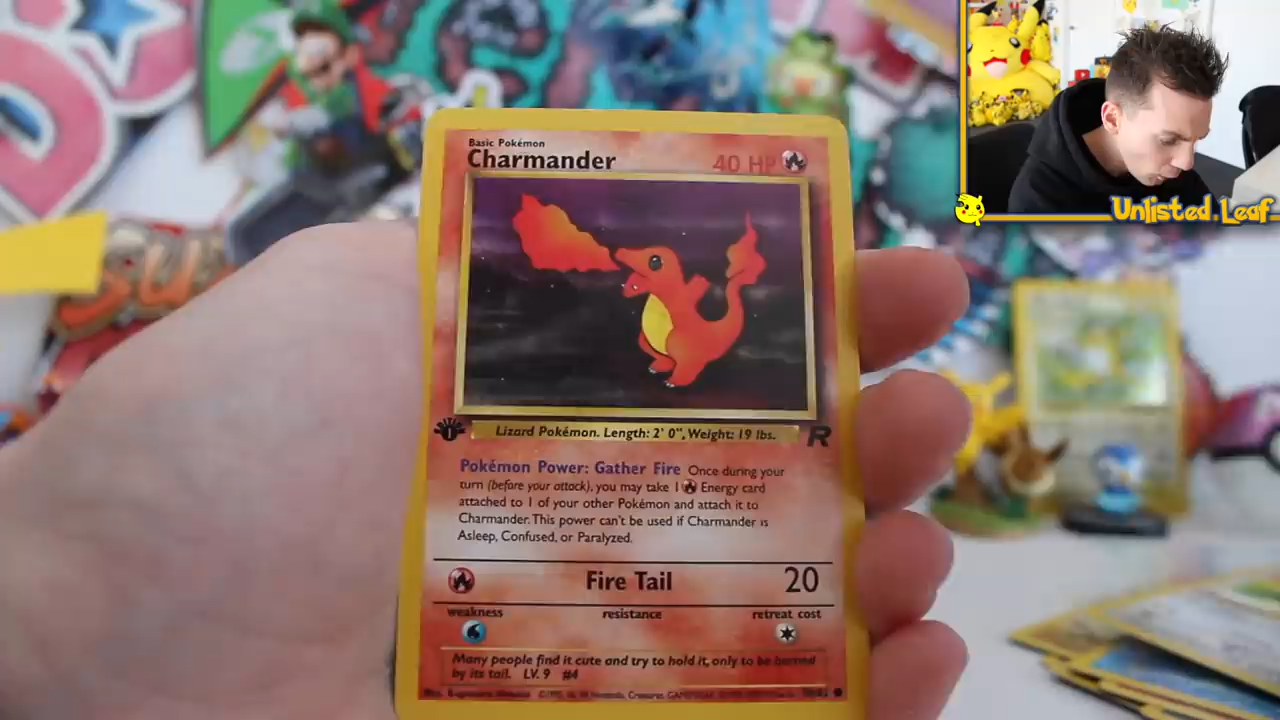 Basic Pokémon
Charmander 40 HP
Unlisted Leaf
Lizard Pokémon. Length: 2' 0", Weight: 19 lbs.
Pokémon Power: Gather Fire Once during your
turn (before your attack), you may take 1 Energy card
attached to 1 of your other Pokémon and attach it to
Charmander. This power can't be used if Charmander is
Asleep, Confused, or Paralyzed.
Fire Tail 20
weakness resistance retreat cost
Many people find it cute and try to hold it, only to be burned
by its tail. LV. 9 #4